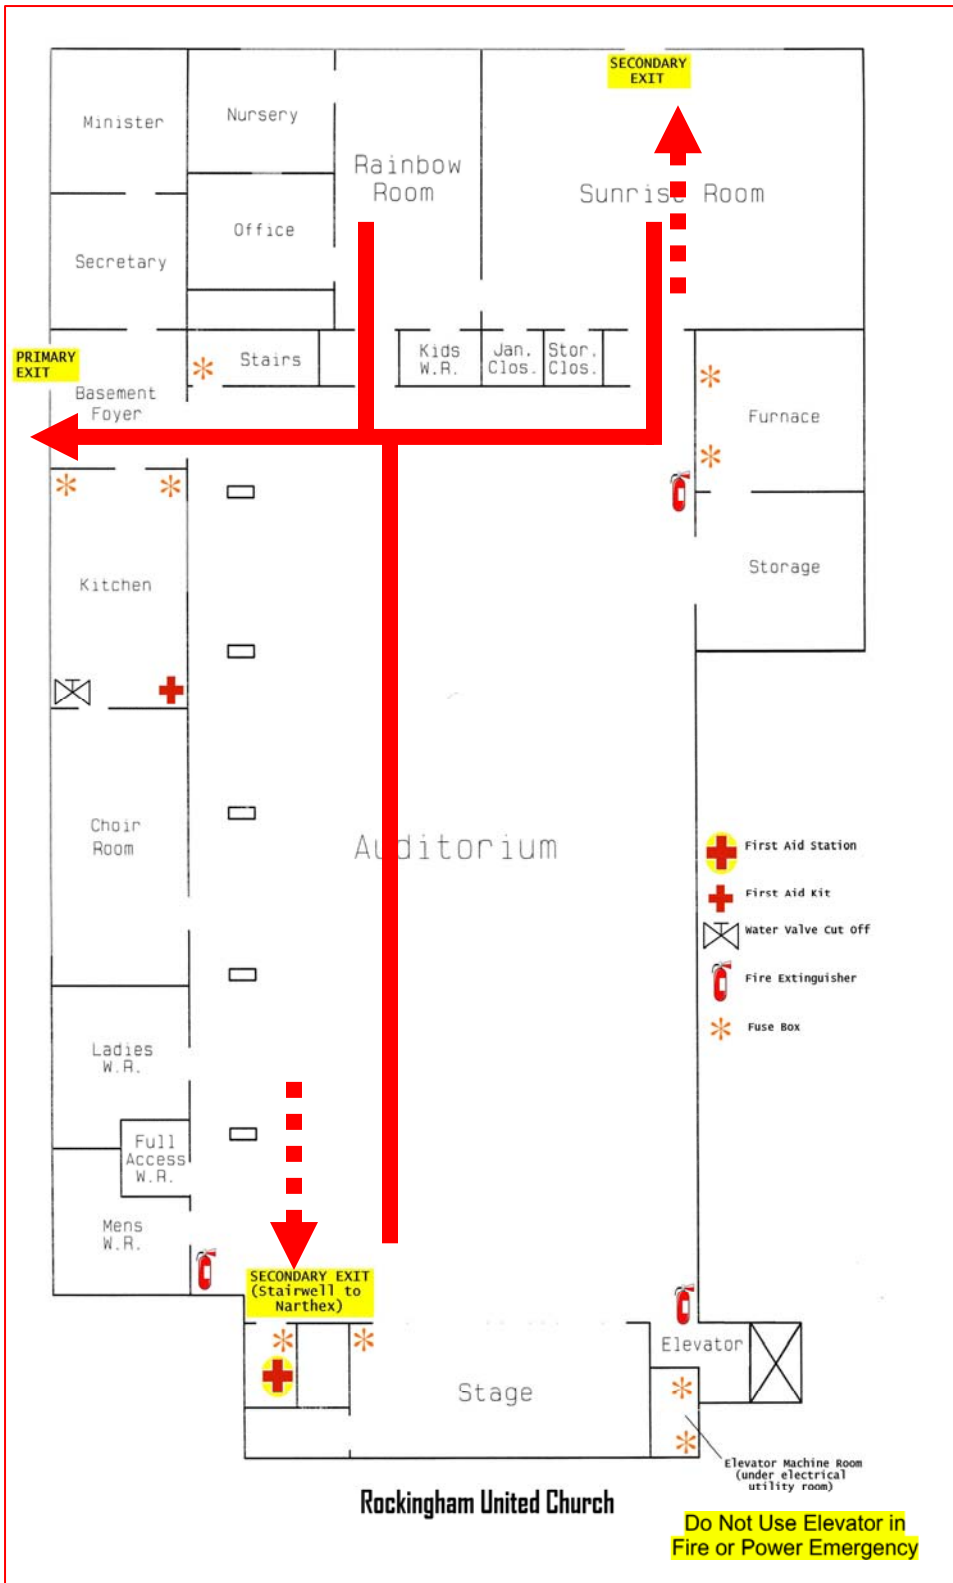 SECONDARY
EXIT
Minister
Nursery
Rainbow
Room
Sunrise Room
Office
Secretary
PRIMARY
EXIT
Stairs
Kids
W.R.
Jan.
Clos.
Stor.
Clos.
Basement
Foyer
Furnace
Kitchen
Storage
Choir
Room
Auditorium
First Aid Station
First Aid Kit
Water Valve Cut Off
Fire Extinguisher
Fuse Box
Ladies
W.R.
Full
Access
W.R.
Mens
W.R.
SECONDARY EXIT
(Stairwell to
Narthex)
Elevator
Stage
Elevator Machine Room
(under electrical
utility room)
Rockingham United Church
Do Not Use Elevator in
Fire or Power Emergency